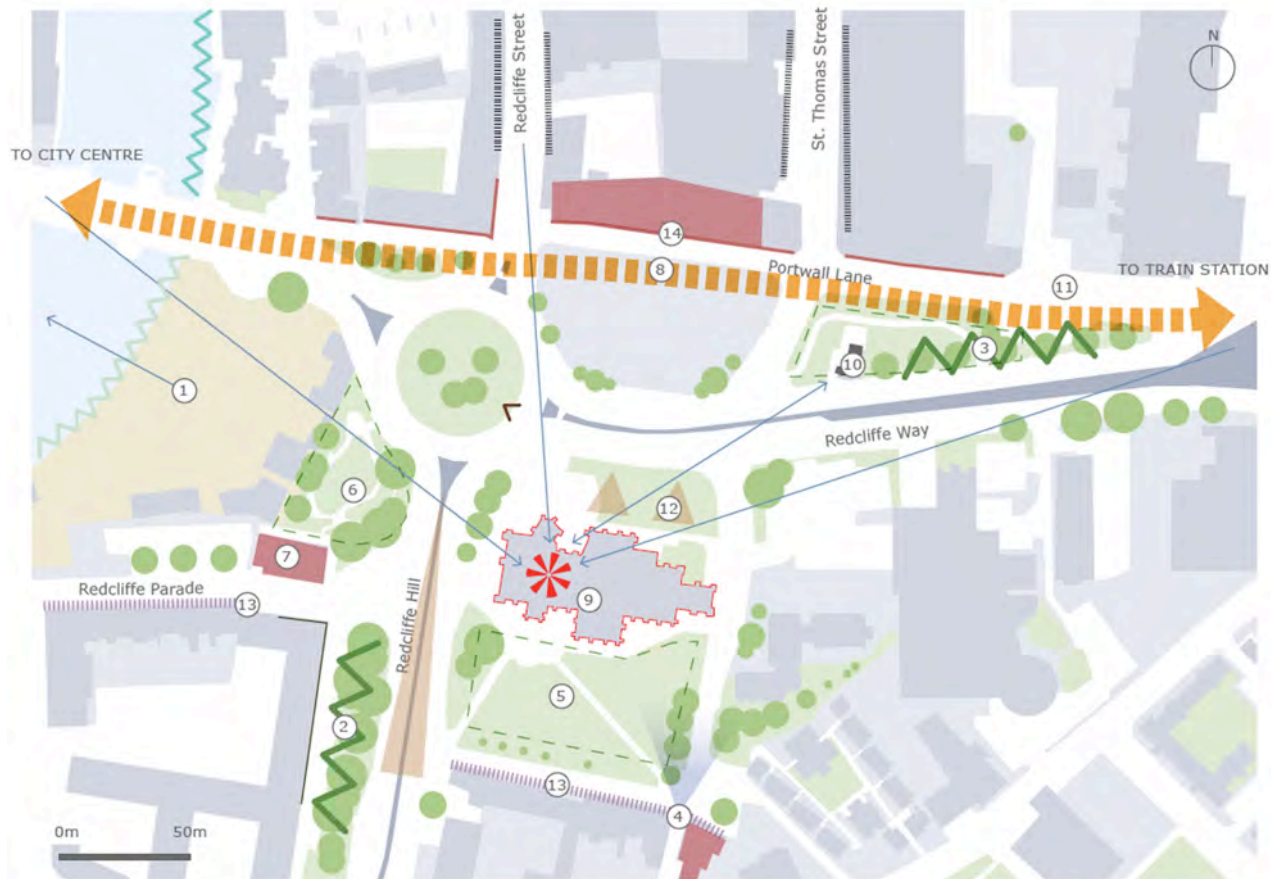 Redcliffe Street
St. Thomas Street
N
TO CITY CENTRE
14
8
Portwall Lane
TO TRAIN STATION
11
1
10
3
Redcliffe Way
6
12
7
Redcliffe Parade
13
9
Redcliffe Hill
5
2
13
4
0m
50m